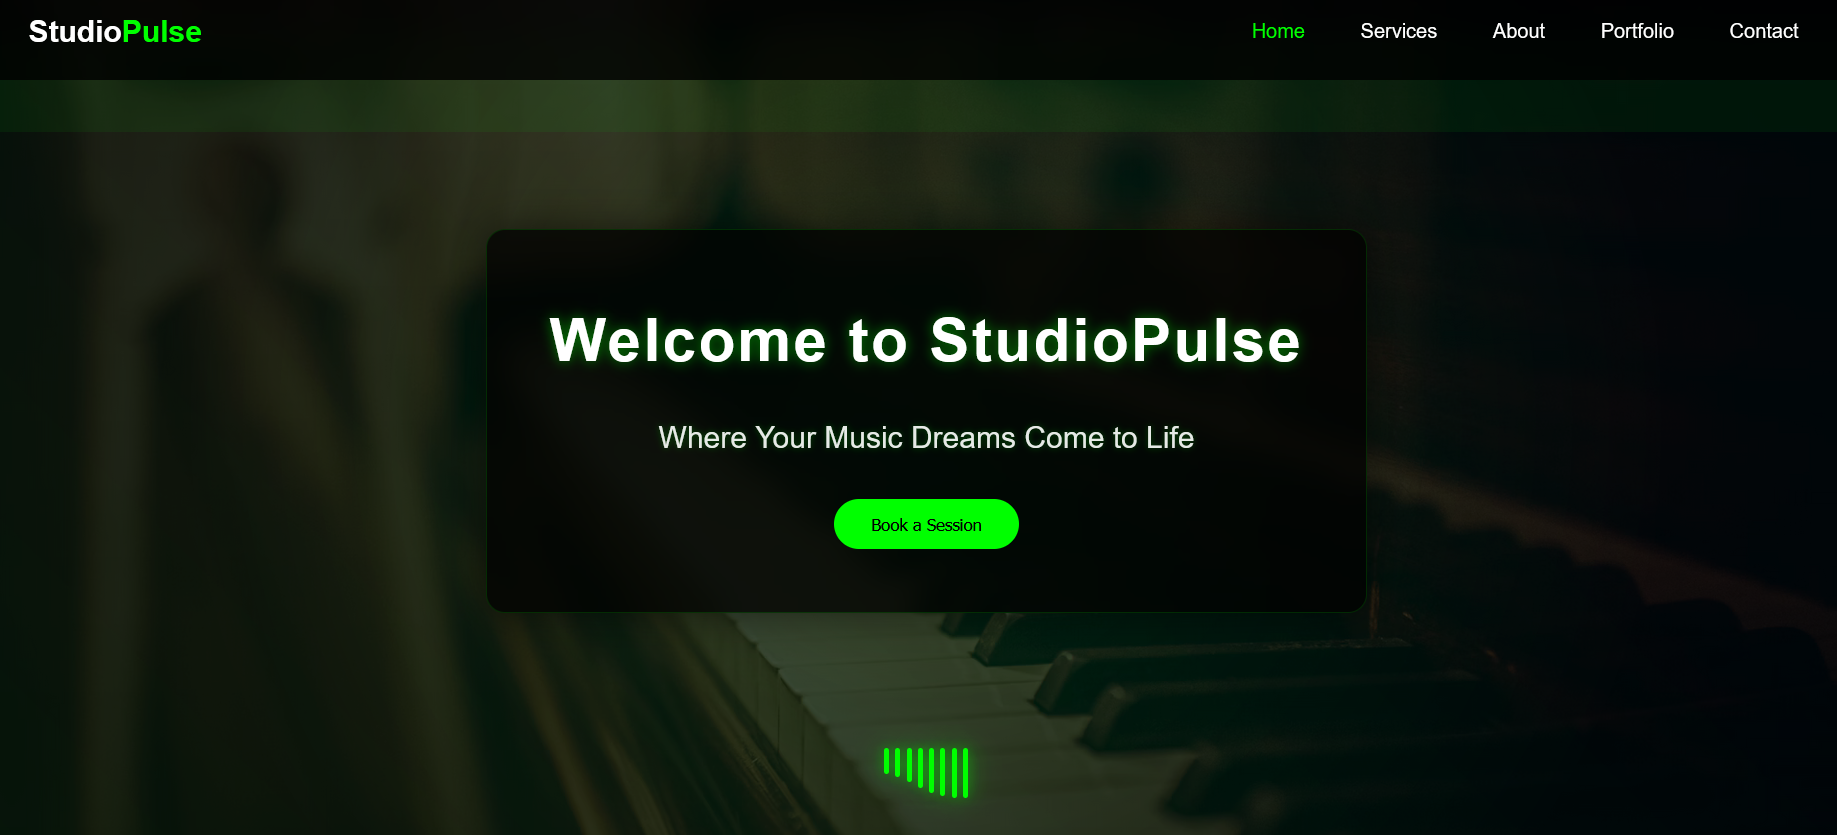 StudioPulse
Home Services About Portfolio Contact
Welcome to StudioPulse
Where Your Music Dreams Come to Life
Book a Session